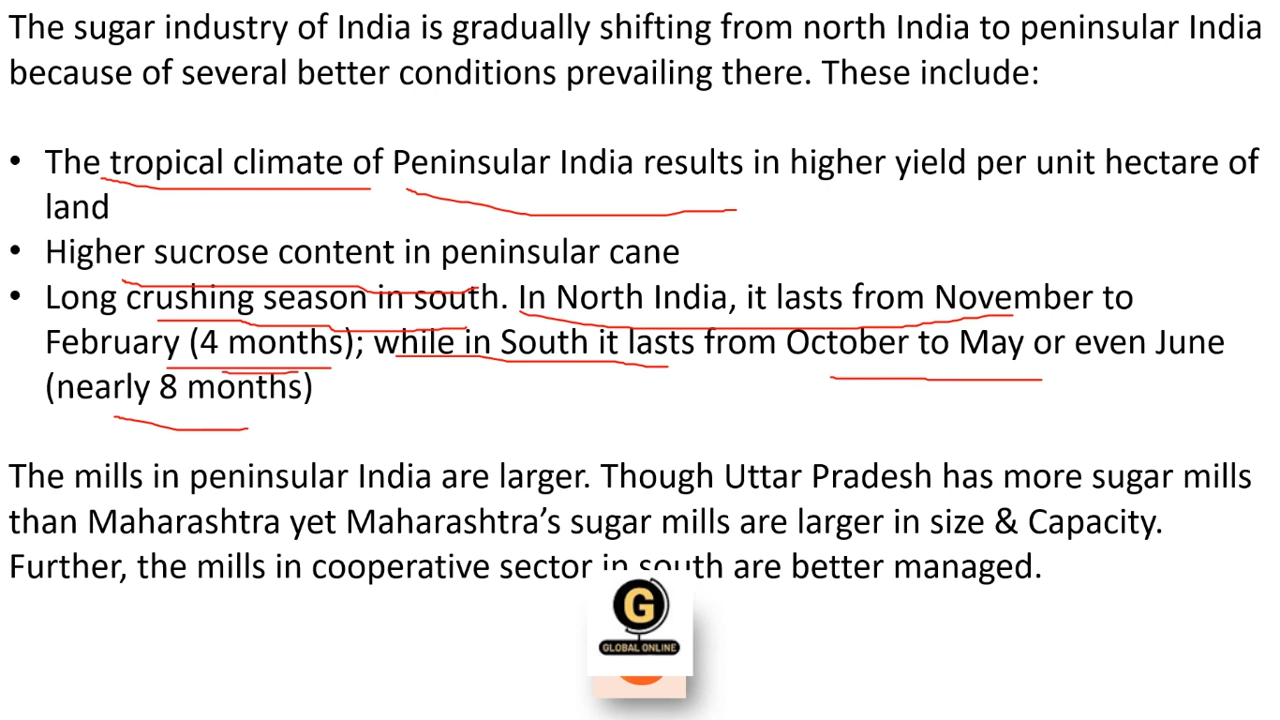 The sugar industry of India is gradually shifting from north India to peninsular India
because of several better conditions prevailing there. These include:
• The tropical climate of Peninsular India results in higher yield per unit hectare of
land
• Higher sucrose content in peninsular cane
• Long crushing season in south. In North India, it lasts from November to
February (4 months); while in South it lasts from October to May or even June
(nearly 8 months)
The mills in peninsular India are larger. Though Uttar Pradesh has more sugar mills
than Maharashtra yet Maharashtra’s sugar mills are larger in size & Capacity.
Further, the mills in cooperative sector in south are better managed.
G
GLOBAL ONLINE